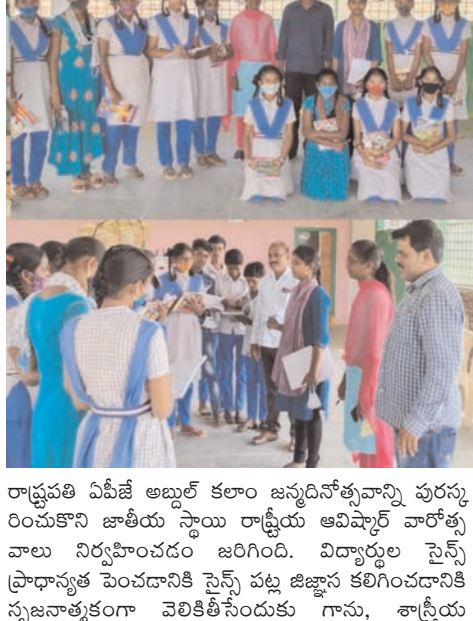 రాష్ట్రపతి ఏపీజే అబ్దుల్ కలాం జన్మదినోత్సవాన్ని పురస్క
రించుకొని జాతీయ స్థాయి రాష్ట్రీయ ఆవిష్కార్ వారోత్స
వాలు నిర్వహించడం జరిగింది. విద్యార్థుల సైన్స్
ప్రాధాన్యత పెంచడానికి సైన్స్ పట్ల జిజ్ఞాస కలిగించడానికి
సృజనాత్మకంగా వెలికితీసేందుకు గాను, శాస్త్రీయ